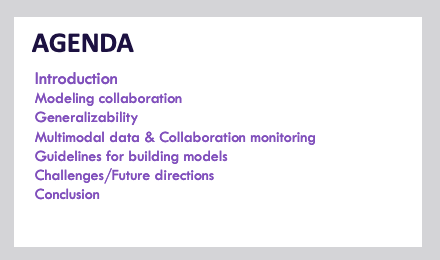 AGENDA
Introduction
Modeling collaboration
Generalizability
Multimodal data & Collaboration monitoring
Guidelines for building models
Challenges/Future directions
Conclusion